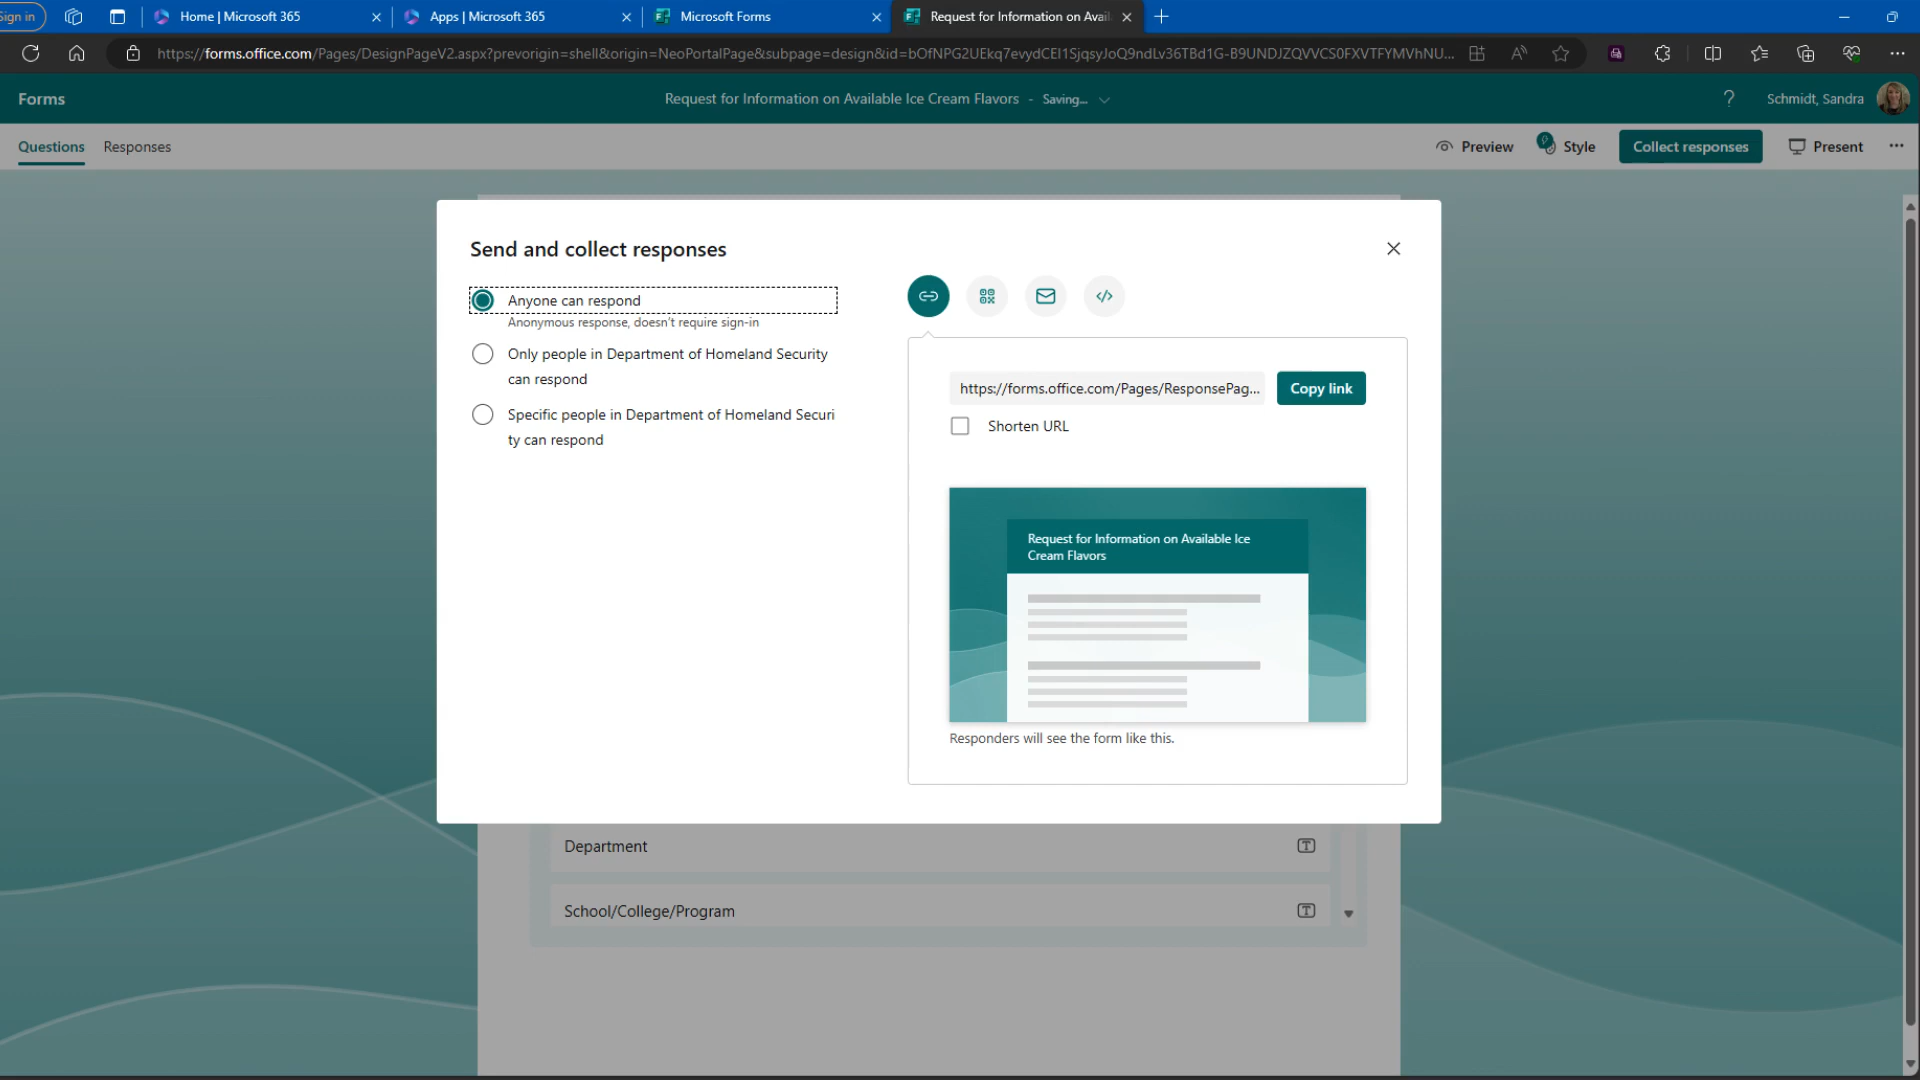 Sign in
Home | Microsoft 365
Apps | Microsoft 365
Microsoft Forms
Request for Information on Avail
https://forms.office.com/Pages/DesignPageV2.aspx?prevorigin=shell&origin=NeoPortalPage&subpage=design&id=bOfNPG2UEkq7evydCEI1SjqsyJoQ9ndLv36TBd1G-B9UNDJZQVVCS0FXVTFYMVhNU...
Forms
Request for Information on Available Ice Cream Flavors - Saving...
?
Schmidt, Sandra
Questions
Responses
Preview
Style
Collect responses
Present
Send and collect responses
Anyone can respond
Anonymous response, doesn't require sign-in
Only people in Department of Homeland Security
can respond
Specific people in Department of Homeland Securi
ty can respond
https://forms.office.com/Pages/ResponsePag...
Copy link
Shorten URL
Request for Information on Available Ice
Cream Flavors
Responders will see the form like this.
Department
School/College/Program